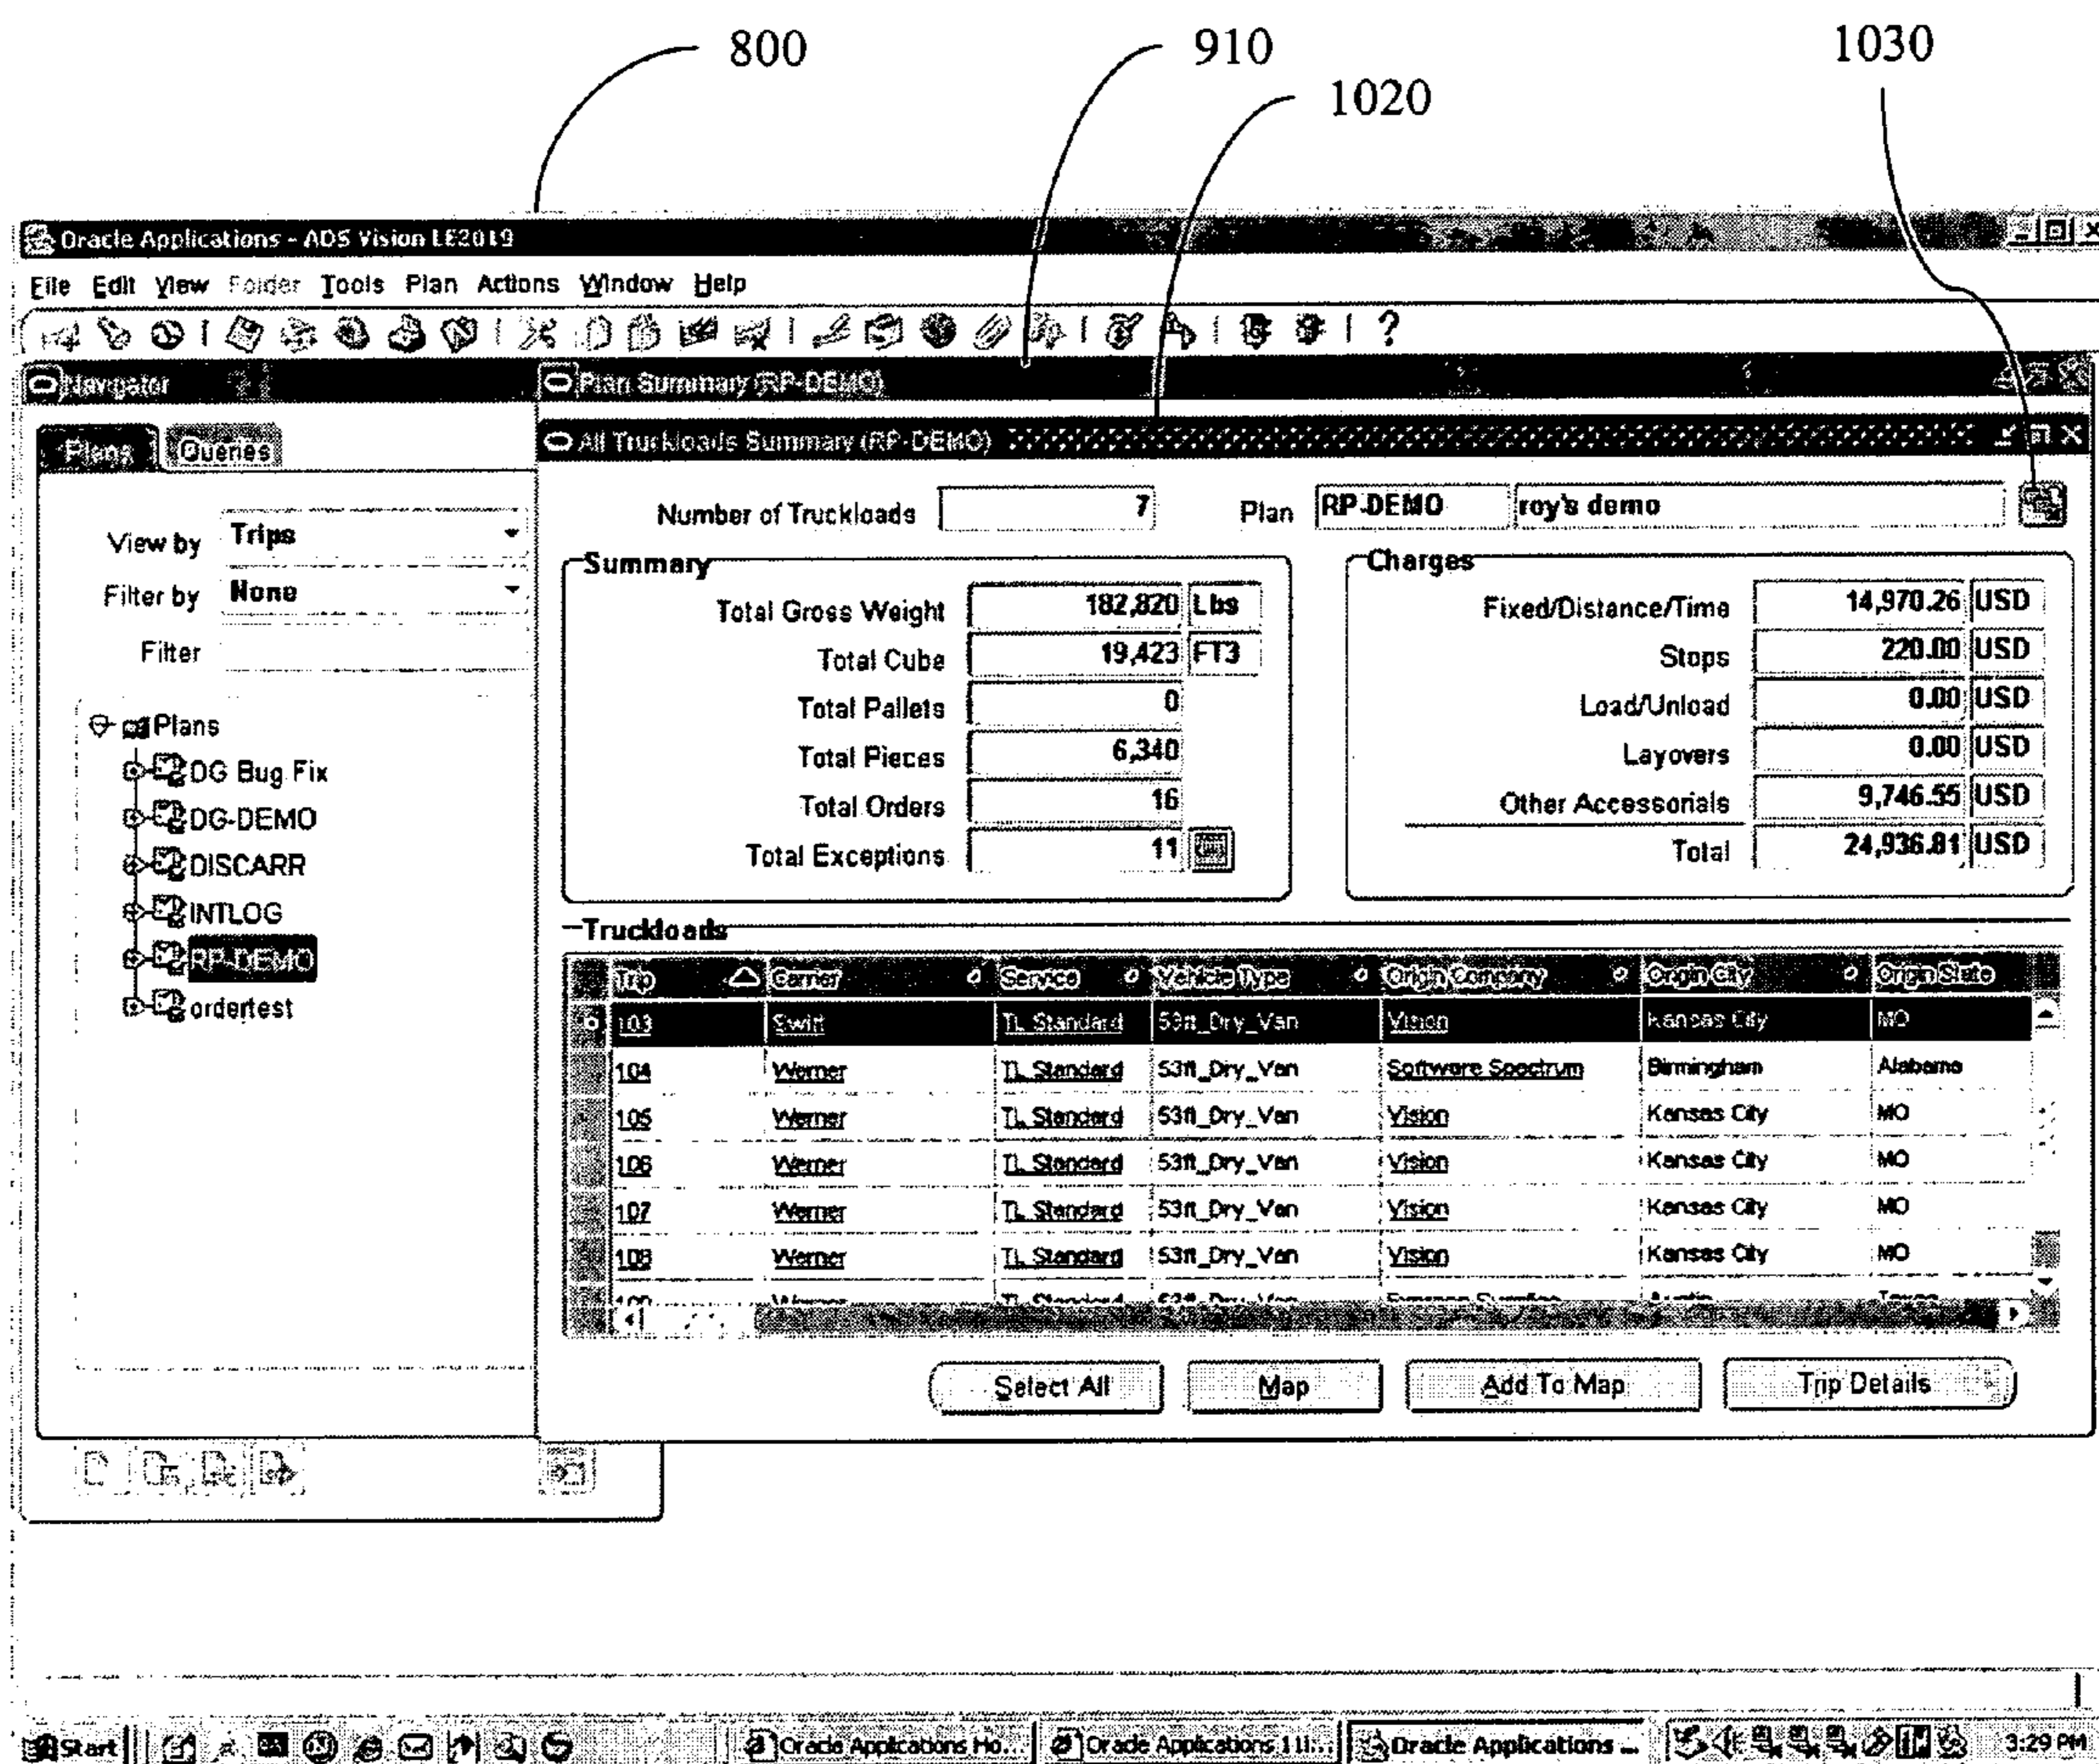 800
910
1020
1030
Oracle Applications - ADS Vision LE2019
File Edit View Folder Tools Plan Actions Window Help
?
Navigator
Plan Summary (RP-DEMO)
Plans Queries
View by Trips
Filter by None
Filter
Plans
DG Bug Fix
DG-DEMO
DISCARR
INTLOG
RP-DEMO
ordertest
All Truckloads Summary (RP-DEMO)
Number of Truckloads 7 Plan RP-DEMO roy's demo
Summary
Total Gross Weight 182,820 Lbs
Total Cube 19,423 FT3
Total Pallets 0
Total Pieces 6,340
Total Orders 16
Total Exceptions 11
Charges
Fixed/Distance/Time 14,970.26 USD
Stops 220.00 USD
Load/Unload 0.00 USD
Layovers 0.00 USD
Other Accessorials 9,746.55 USD
Total 24,936.81 USD
Truckloads
Trip Carrier Service Vehicle Type Origin Company Origin City Origin State
103 Swift TL Standard 53ft_Dry_Van Vision Kansas City MO
104 Werner TL Standard 53ft_Dry_Van Software Spectrum Birmingham Alabama
105 Werner TL Standard 53ft_Dry_Van Vision Kansas City MO
106 Werner TL Standard 53ft_Dry_Van Vision Kansas City MO
107 Werner TL Standard 53ft_Dry_Van Vision Kansas City MO
108 Werner TL Standard 53ft_Dry_Van Vision Kansas City MO
Select All Map Add To Map Trip Details
Start Oracle Applications Ho... Oracle Applications 11i... Oracle Applications ... 3:29 PM